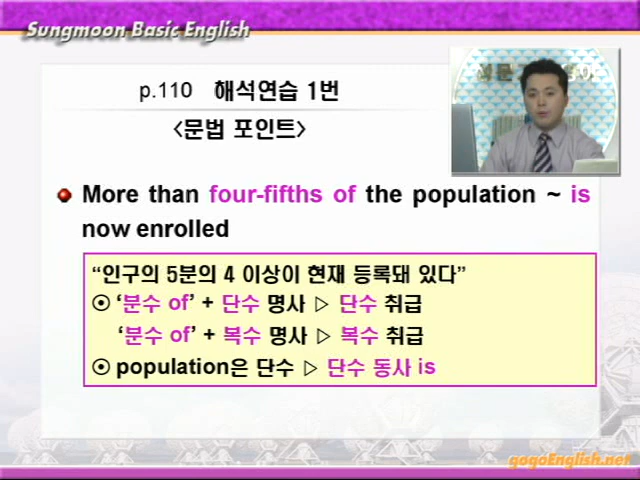 Sungmoon Basic English
p.110 해석연습 1번
<문법 포인트>
More than four-fifths of the population ~ is
now enrolled
“인구의 5분의 4 이상이 현재 등록돼 있다”
⊙ ‘분수 of’ + 단수 명사 ▷ 단수 취급
‘분수 of’ + 복수 명사 ▷ 복수 취급
⊙ population은 단수 ▷ 단수 동사 is
gogoEnglish.net